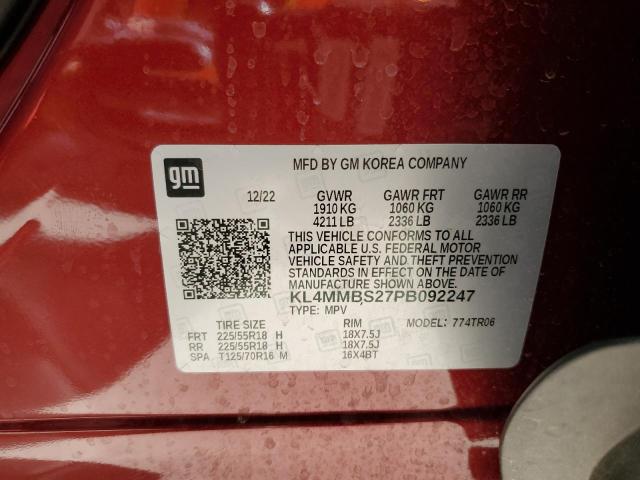 gm
MFD BY GM KOREA COMPANY
12/22 GVWR GAWR FRT GAWR RR
1910 KG 1060 KG 1060 KG
4211 LB 2336 LB 2336 LB
THIS VEHICLE CONFORMS TO ALL
APPLICABLE U.S. FEDERAL MOTOR
VEHICLE SAFETY AND THEFT PREVENTION
STANDARDS IN EFFECT ON THE DATE OF
MANUFACTURE SHOWN ABOVE.
KL4MMBS27PB092247
TYPE: MPV
TIRE SIZE RIM MODEL: 774TR06
FRT 225/55R18 H 18X7.5J
RR 225/55R18 H 18X7.5J
SPA T125/70R16 M 16X4BT